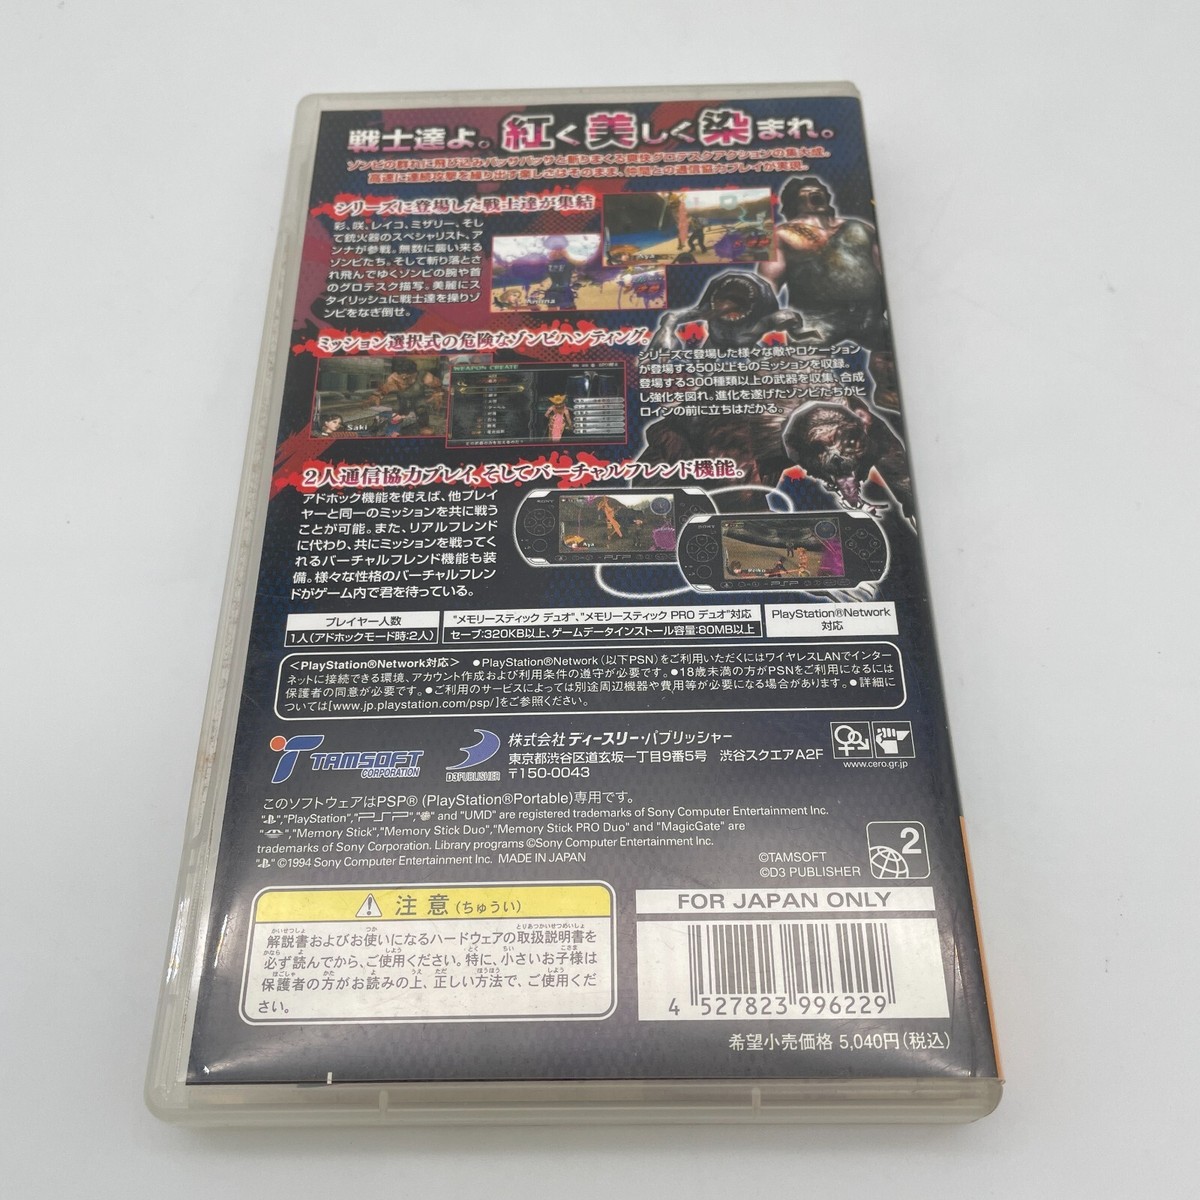 戦士達よ。紅く美しく染まれ。
ゾンビの群れに飛び込みバッサバッサと斬りまくる爽快グロテスクアクションの集大成。
高速に連続攻撃を繰り出す楽しさはそのまま、仲間との通信協力プレイが実現。
シリーズに登場した戦士達が集結
彩、咲、レイコ、ミザリー、そし
て銃火器のスペシャリスト、ア
ンナが参戦。無数に襲い来る
ゾンビたち。そして斬り落とさ
れ飛んでゆくゾンビの腕や首
のグロテスク描写。美麗にス
タイリッシュに戦士達を操りゾ
ンビをなぎ倒せ。
Aya
Anna
ミッション選択式の危険なゾンビハンティング。
シリーズで登場した様々な敵やロケーション
が登場する50以上ものミッションを収録。
登場する300種類以上の武器を収集、合成
し強化を図れ。進化を遂げたゾンビたちがヒ
ロインの前に立ちはだかる。
Saki
WEAPON CREATE
2人通信協力プレイ、そしてバーチャルフレンド機能。
アドホック機能を使えば、他プレイ
ヤーと同一のミッションを共に戦う
ことが可能。また、リアルフレンド
に代わり、共にミッションを戦ってく
れるバーチャルフレンド機能も装
備。様々な性格のバーチャルフレン
ドがゲーム内で君を待っている。
SONY
Aya
PSP
SONY
Reiko
PSP
プレイヤー人数
1人(アドホックモード時:2人)
"メモリースティック デュオ"、"メモリースティック PRO デュオ"対応
セーブ:320KB以上、ゲームデータインストール容量:80MB以上
PlayStation®Network
対応
<PlayStation®Network対応> ●PlayStation®Network(以下PSN)をご利用いただくにはワイヤレスLANでインター
ネットに接続できる環境、アカウント作成および利用条件の遵守が必要です。●18歳未満の方がPSNをご利用になるには
保護者の同意が必要です。●ご利用のサービスによっては別途周辺機器や費用等が必要になる場合があります。●詳細に
ついては[www.jp.playstation.com/psp/]をご参照ください。
TAMSOFT
CORPORATION
D3PUBLISHER
株式会社 ディースリー・パブリッシャー
東京都渋谷区道玄坂一丁目9番5号 渋谷スクエアA2F
〒150-0043
www.cero.gr.jp
このソフトウェアはPSP® (PlayStation®Portable)専用です。
" ","PlayStation","PSP"," " and "UMD" are registered trademarks of Sony Computer Entertainment Inc.
" ","Memory Stick","Memory Stick Duo","Memory Stick PRO Duo" and "MagicGate" are
trademarks of Sony Corporation. Library programs ©Sony Computer Entertainment Inc.
" " ©1994 Sony Computer Entertainment Inc. MADE IN JAPAN
©TAMSOFT
©D3 PUBLISHER
2
注意(ちゅうい)
解説書およびお使いになるハードウェアの取扱説明書を
必ず読んでから、ご使用ください。特に、小さいお子様は
保護者の方がお読みの上、正しい方法で、ご使用くだ
さい。
FOR JAPAN ONLY
4 527823 996229
希望小売価格 5,040円(税込)